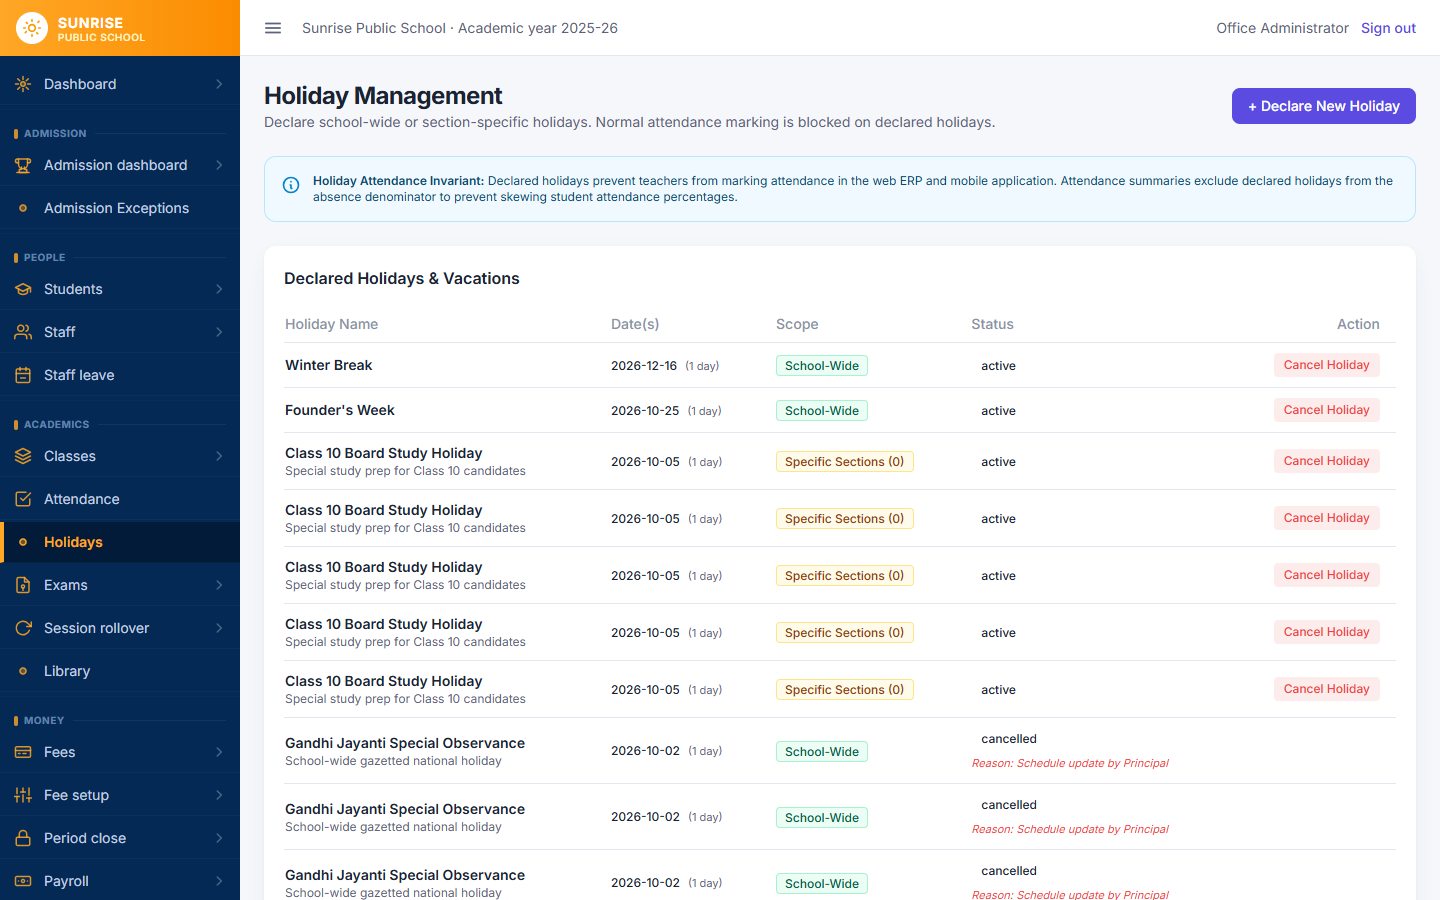 SUNRISE
PUBLIC SCHOOL
Sunrise Public School · Academic year 2025-26
Office Administrator Sign out
Dashboard
ADMISSION
Admission dashboard
Admission Exceptions
PEOPLE
Students
Staff
Staff leave
ACADEMICS
Classes
Attendance
Holidays
Exams
Session rollover
Library
MONEY
Fees
Fee setup
Period close
Payroll
Holiday Management
Declare school-wide or section-specific holidays. Normal attendance marking is blocked on declared holidays.
+ Declare New Holiday
Holiday Attendance Invariant: Declared holidays prevent teachers from marking attendance in the web ERP and mobile application. Attendance summaries exclude declared holidays from the
absence denominator to prevent skewing student attendance percentages.
Declared Holidays & Vacations
Holiday Name Date(s) Scope Status Action
Winter Break 2026-12-16 (1 day) School-Wide active Cancel Holiday
Founder's Week 2026-10-25 (1 day) School-Wide active Cancel Holiday
Class 10 Board Study Holiday
Special study prep for Class 10 candidates
2026-10-05 (1 day) Specific Sections (0) active Cancel Holiday
Class 10 Board Study Holiday
Special study prep for Class 10 candidates
2026-10-05 (1 day) Specific Sections (0) active Cancel Holiday
Class 10 Board Study Holiday
Special study prep for Class 10 candidates
2026-10-05 (1 day) Specific Sections (0) active Cancel Holiday
Class 10 Board Study Holiday
Special study prep for Class 10 candidates
2026-10-05 (1 day) Specific Sections (0) active Cancel Holiday
Class 10 Board Study Holiday
Special study prep for Class 10 candidates
2026-10-05 (1 day) Specific Sections (0) active Cancel Holiday
Gandhi Jayanti Special Observance
School-wide gazetted national holiday
2026-10-02 (1 day) School-Wide cancelled
Reason: Schedule update by Principal
Gandhi Jayanti Special Observance
School-wide gazetted national holiday
2026-10-02 (1 day) School-Wide cancelled
Reason: Schedule update by Principal
Gandhi Jayanti Special Observance
School-wide gazetted national holiday
2026-10-02 (1 day) School-Wide cancelled
Reason: Schedule update by Principal